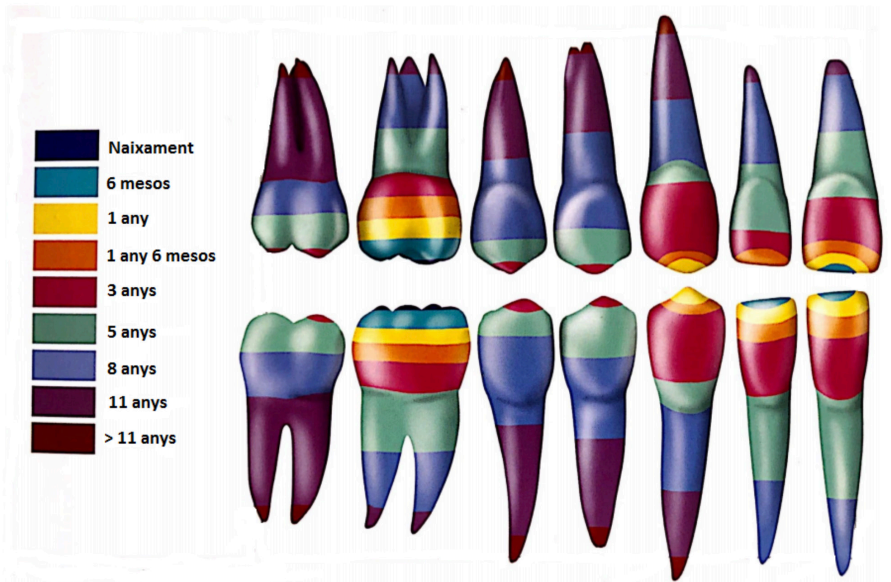 Naixament
6 mesos
1 any
1 any 6 mesos
3 anys
5 anys
8 anys
11 anys
> 11 anys